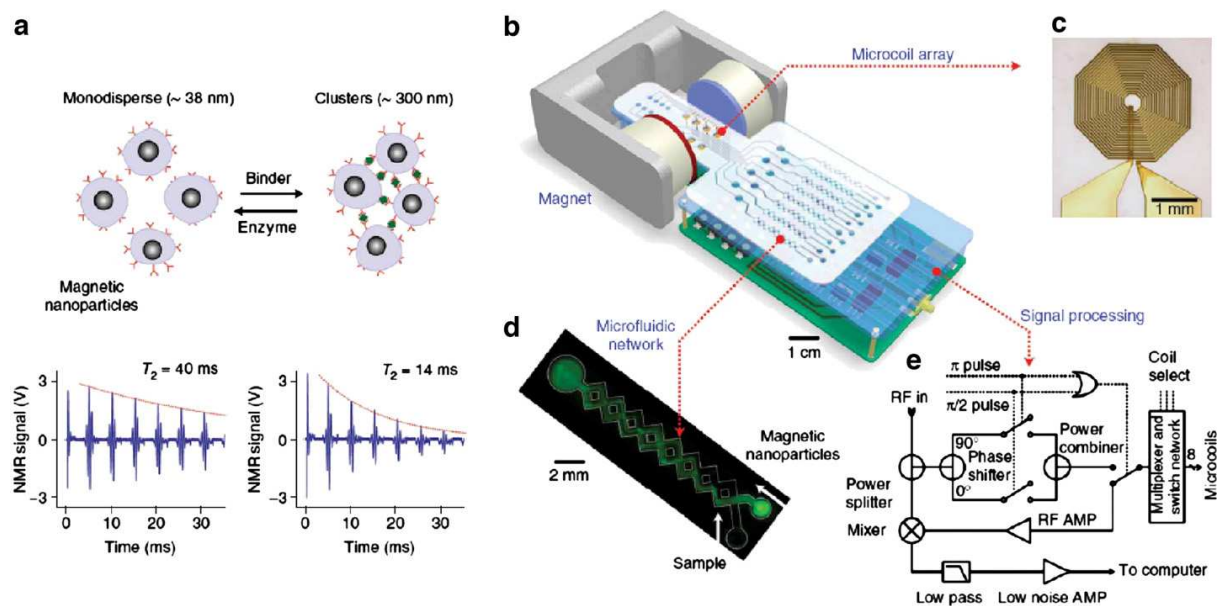 a
Monodisperse (~ 38 nm)
Clusters (~ 300 nm)
Binder
Enzyme
Magnetic
nanoparticles
T2 = 40 ms
NMR signal (V)
3
0
−3
0 10 20 30
Time (ms)
T2 = 14 ms
NMR signal (V)
3
0
−3
0 10 20 30
Time (ms)
b
Microcoil array
Magnet
Microfluidic
network
1 cm
Signal processing
c
1 mm
d
2 mm
Magnetic
nanoparticles
Sample
e
π pulse
π/2 pulse
RF in
Coil
select
90°
Phase
shifter
0°
Power
combiner
Power
splitter
Multiplexer and
switch network
8
Microcoils
Mixer
RF AMP
To computer
Low pass
Low noise AMP